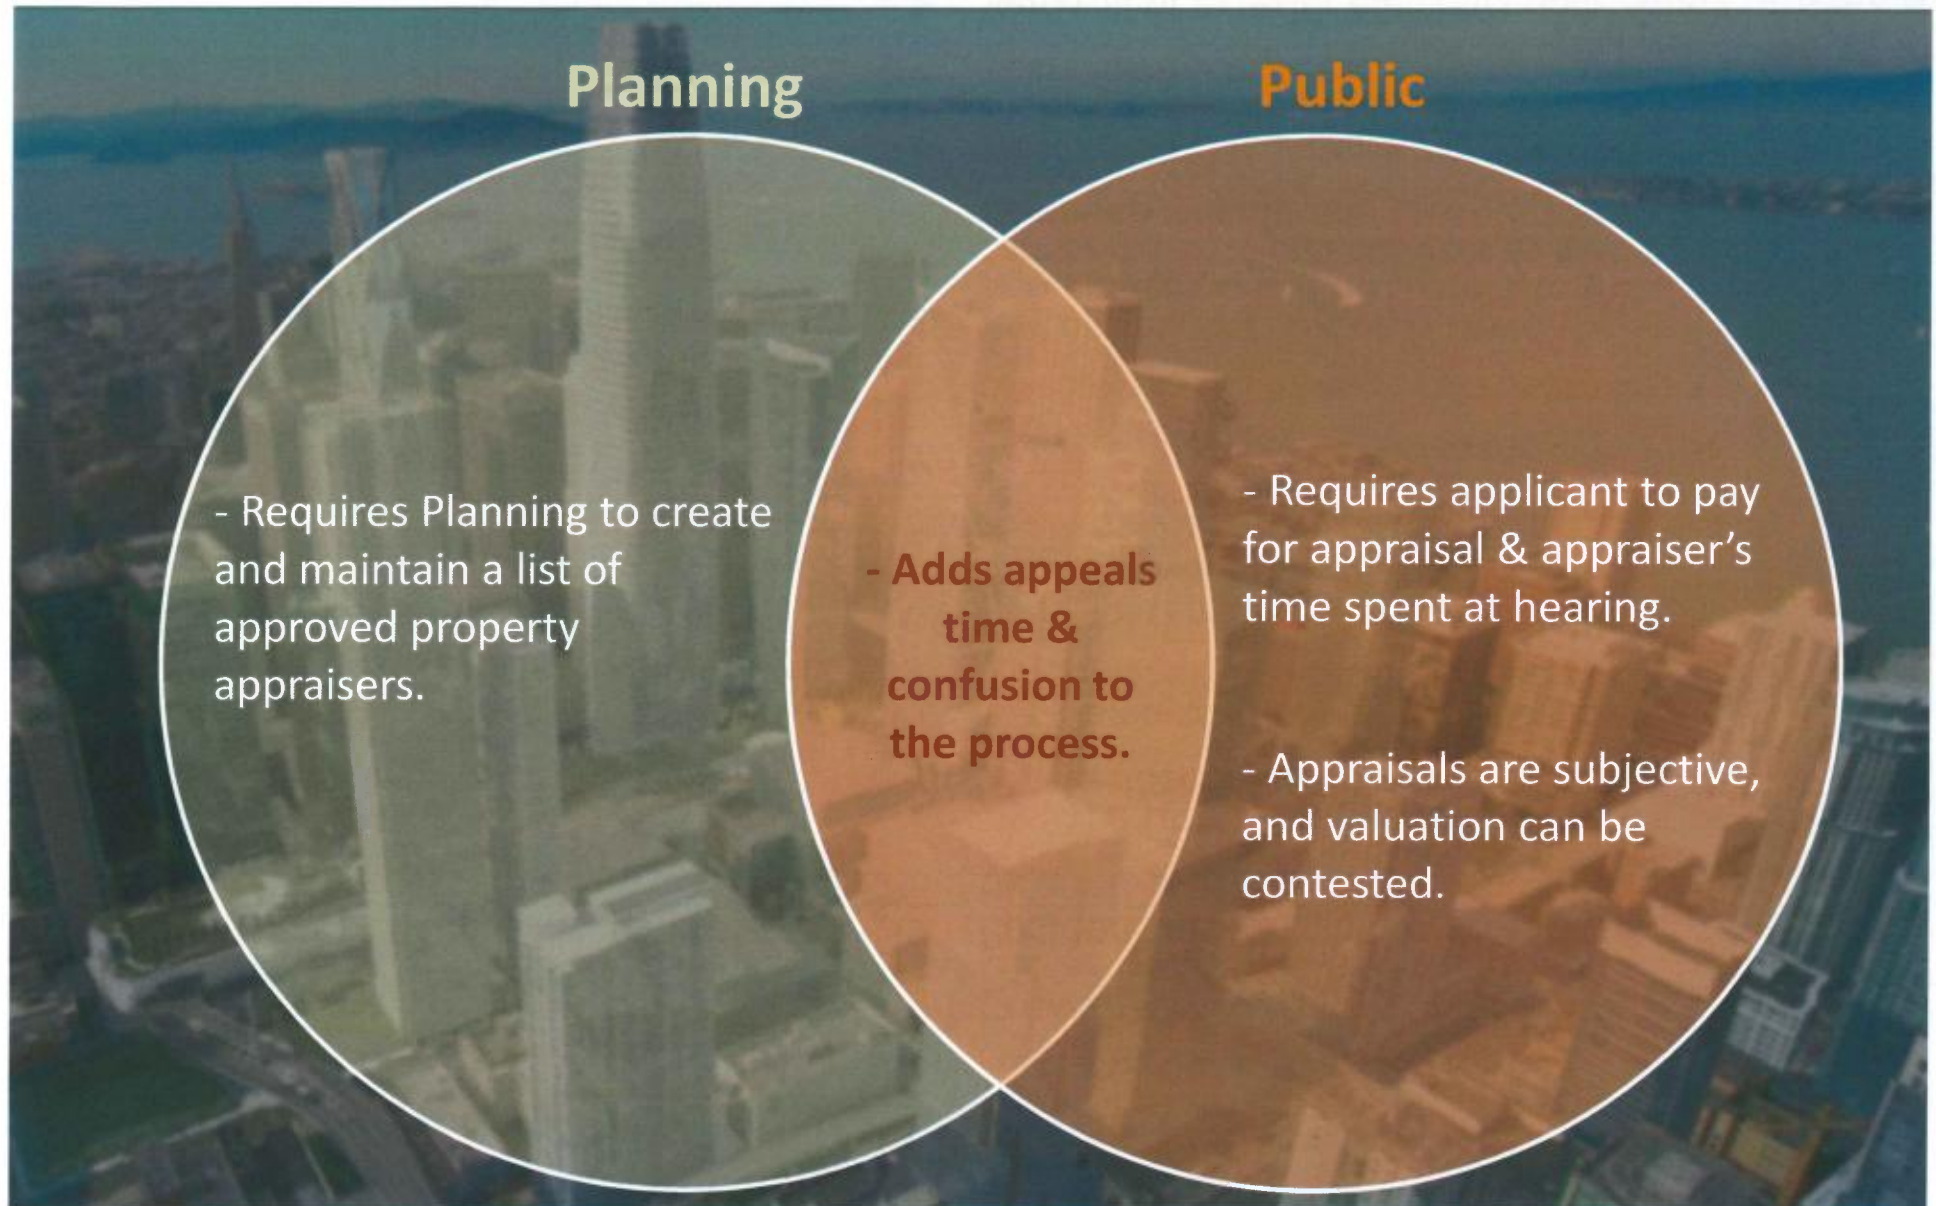 Planning
Public
- Requires Planning to create
and maintain a list of
approved property
appraisers.
- Adds appeals
time &
confusion to
the process.
- Requires applicant to pay
for appraisal & appraiser’s
time spent at hearing.
- Appraisals are subjective,
and valuation can be
contested.